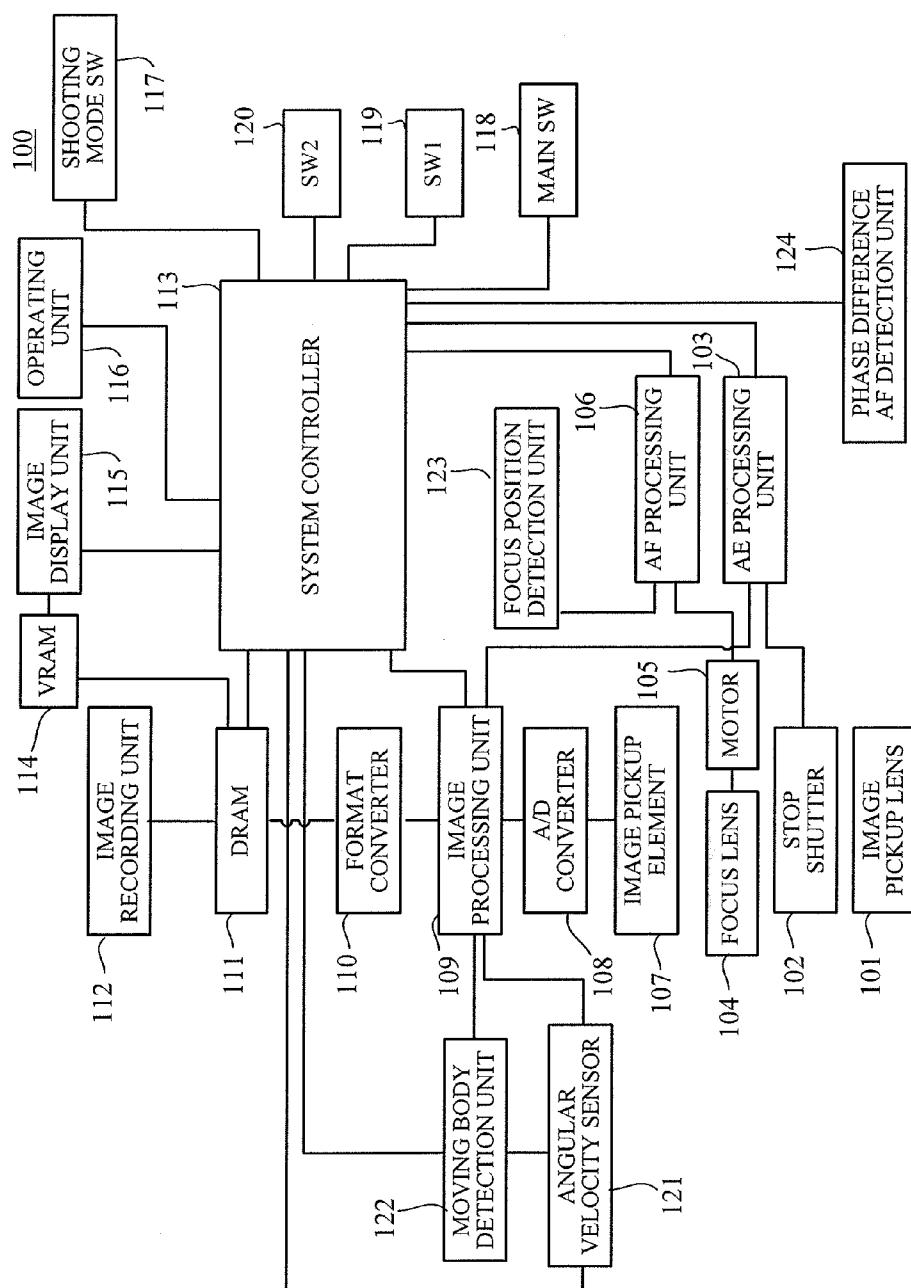 100
SHOOTING
MODE SW
117
OPERATING
UNIT
116
IMAGE
DISPLAY UNIT
115
VRAM
114
IMAGE
RECORDING UNIT
112
SW2
120
SW1
119
MAIN SW
118
SYSTEM CONTROLLER
113
DRAM
111
FORMAT
CONVERTER
110
IMAGE
PROCESSING UNIT
109
A/D
CONVERTER
108
IMAGE PICKUP
ELEMENT
107
MOVING BODY
DETECTION UNIT
122
ANGULAR
VELOCITY SENSOR
121
FOCUS POSITION
DETECTION UNIT
123
AF PROCESSING
UNIT
106
AE PROCESSING
UNIT
103
PHASE DIFFERENCE
AF DETECTION UNIT
124
MOTOR
105
FOCUS LENS
104
STOP
SHUTTER
102
IMAGE
PICKUP LENS
101